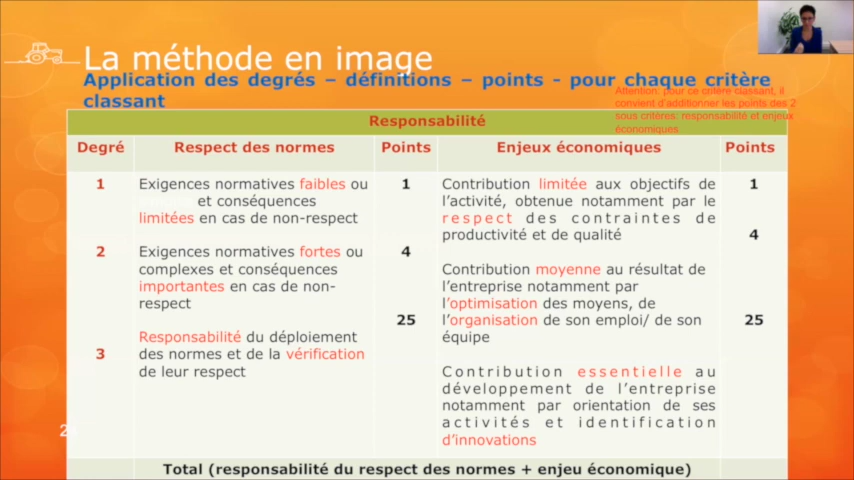 La méthode en image
Application des degrés – définitions – points - pour chaque critère
classant
Attention: pour ce critère classant, il
convient d'additionner les points des 2
sous critères: responsabilité et enjeux
économiques
Responsabilité
Degré Respect des normes Points Enjeux économiques Points
1 Exigences normatives faibles ou
et conséquences
limitées en cas de non-respect
1
Contribution limitée aux objectifs de
l'activité, obtenue notamment par le
respect des contraintes de
productivité et de qualité
1
2 Exigences normatives fortes ou
complexes et conséquences
importantes en cas de non-
respect
4
Contribution moyenne au résultat de
l'entreprise notamment par
l'optimisation des moyens, de
l'organisation de son emploi/ de son
équipe
4
3 Responsabilité du déploiement
des normes et de la vérification
de leur respect
25
Contribution essentielle au
développement de l'entreprise
notamment par orientation de ses
activités et identification
d'innovations
25
Total (responsabilité du respect des normes + enjeu économique)